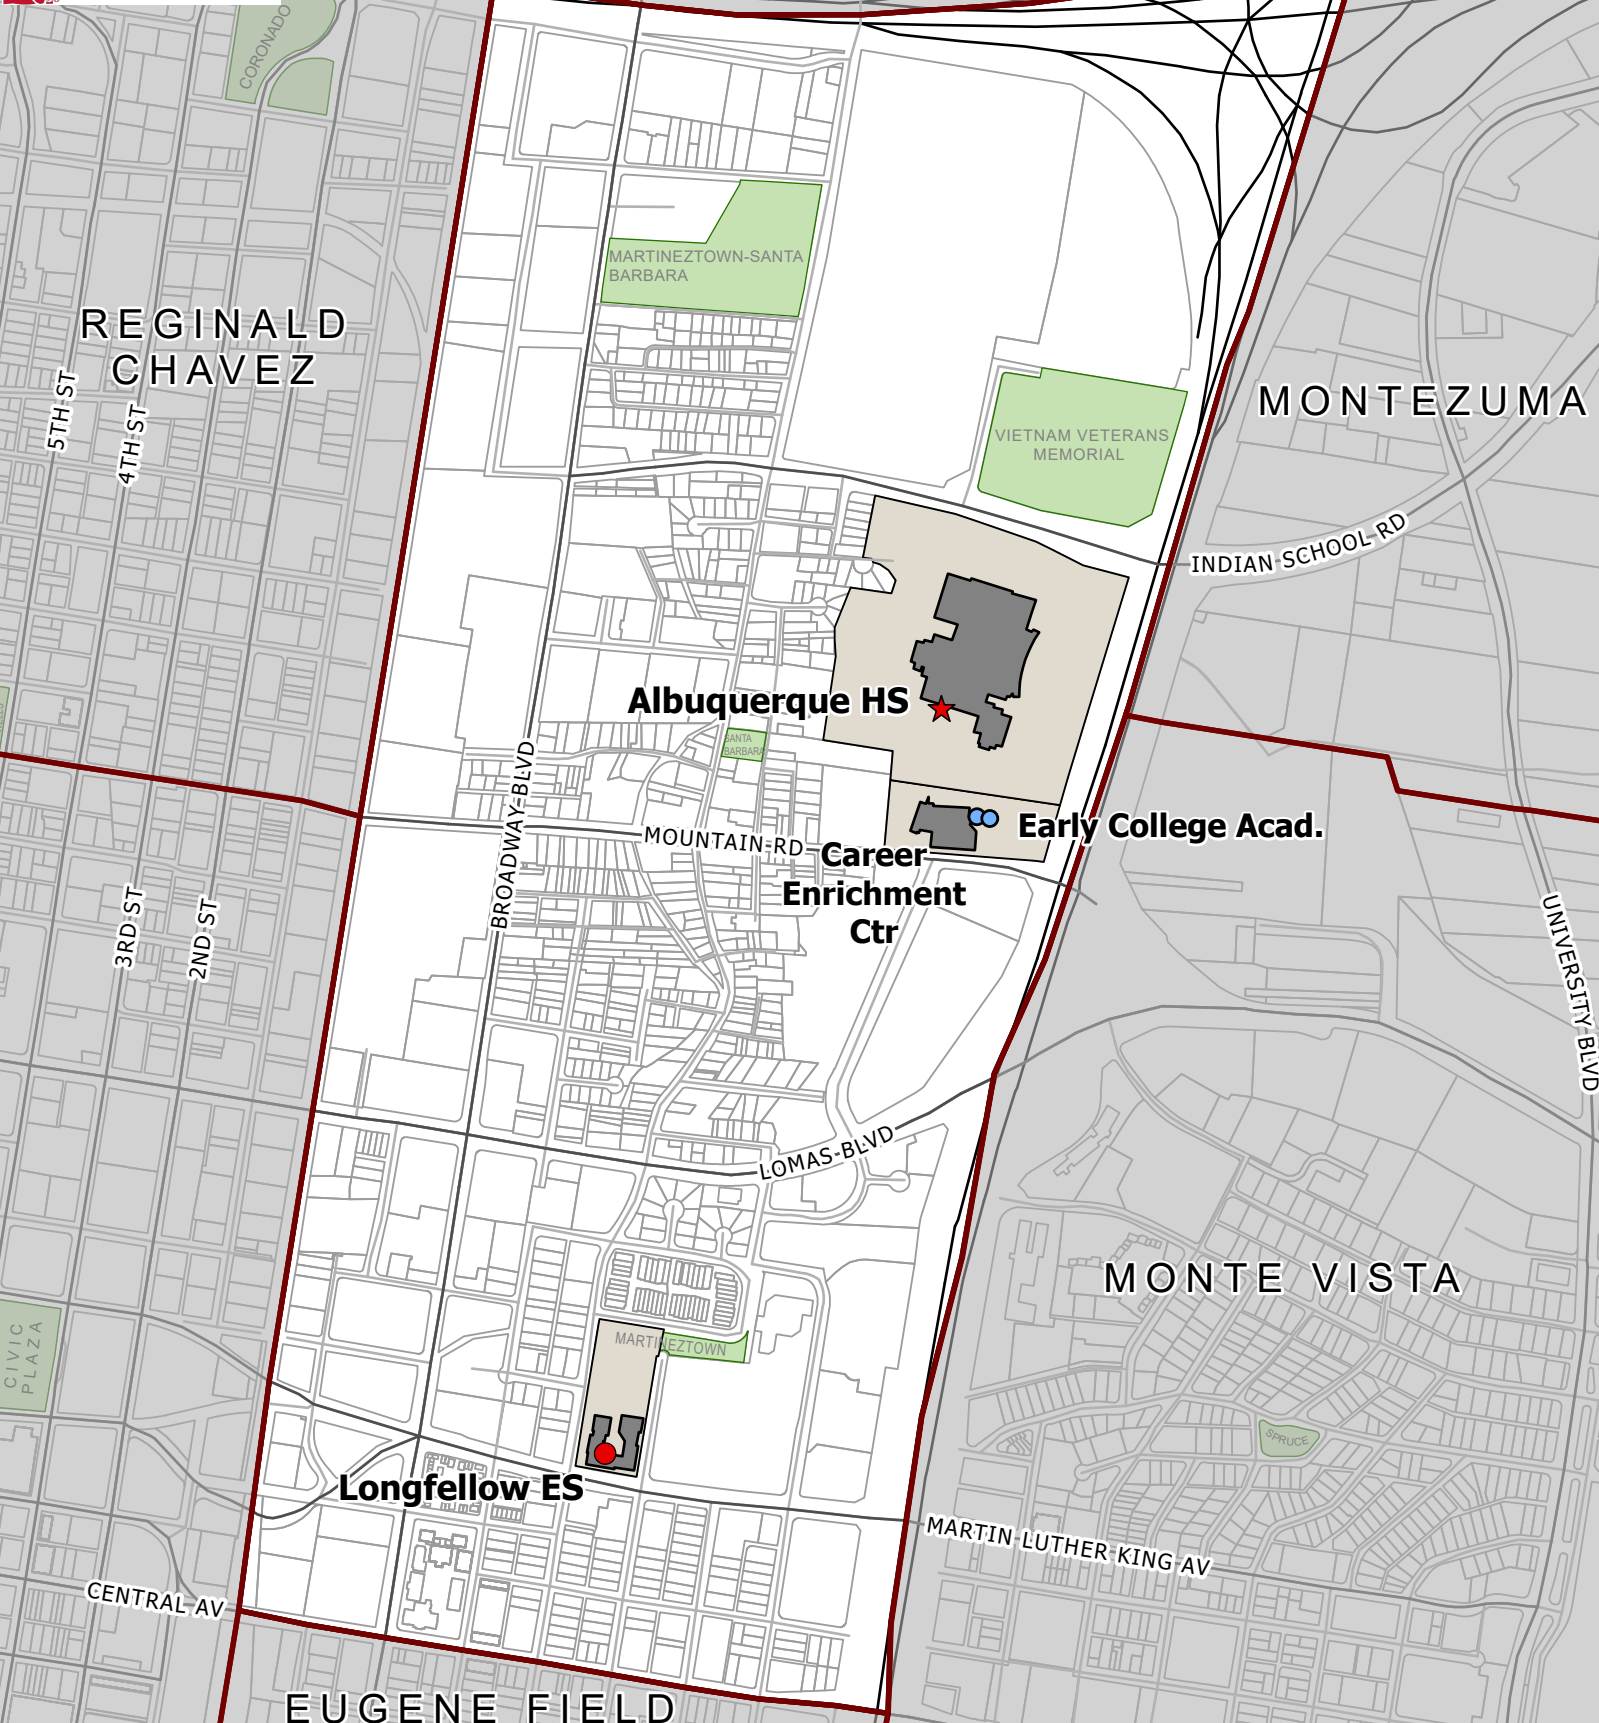 CORONADO
MARTINEZTOWN-SANTA
BARBARA
REGINALD
CHAVEZ
5TH ST
4TH ST
MONTEZUMA
VIETNAM VETERANS
MEMORIAL
INDIAN SCHOOL RD
Albuquerque HS
SANTA
BARBARA
BROADWAY BLVD
MOUNTAIN RD
Early College Acad.
Career
Enrichment
Ctr
3RD ST
2ND ST
UNIVERSITY BLVD
LOMAS BLVD
MONTE VISTA
CIVIC
PLAZA
MARTINEZTOWN
SPRUCE
Longfellow ES
MARTIN LUTHER KING AV
CENTRAL AV
EUGENE FIELD